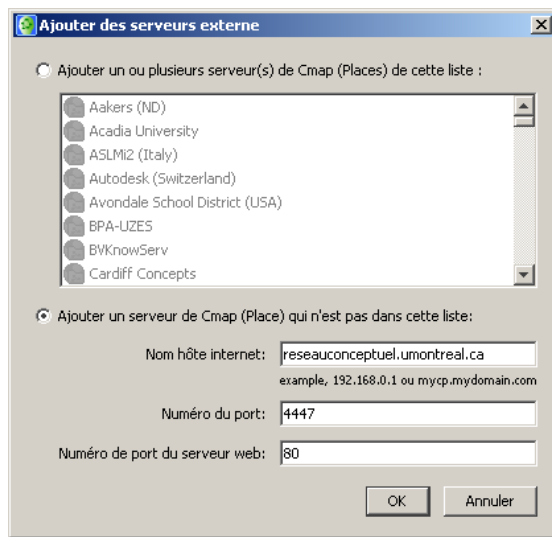 Ajouter des serveurs externe
Ajouter un ou plusieurs serveur(s) de Cmap (Places) de cette liste :
Aakers (ND)
Acadia University
ASLMi2 (Italy)
Autodesk (Switzerland)
Avondale School District (USA)
BPA-UZES
BVKnowServ
Cardiff Concepts
Ajouter un serveur de Cmap (Place) qui n'est pas dans cette liste:
Nom hôte internet: reseauconceptuel.umontreal.ca
example, 192.168.0.1 ou mycp.mydomain.com
Numéro du port: 4447
Numéro de port du serveur web: 80
OK Annuler